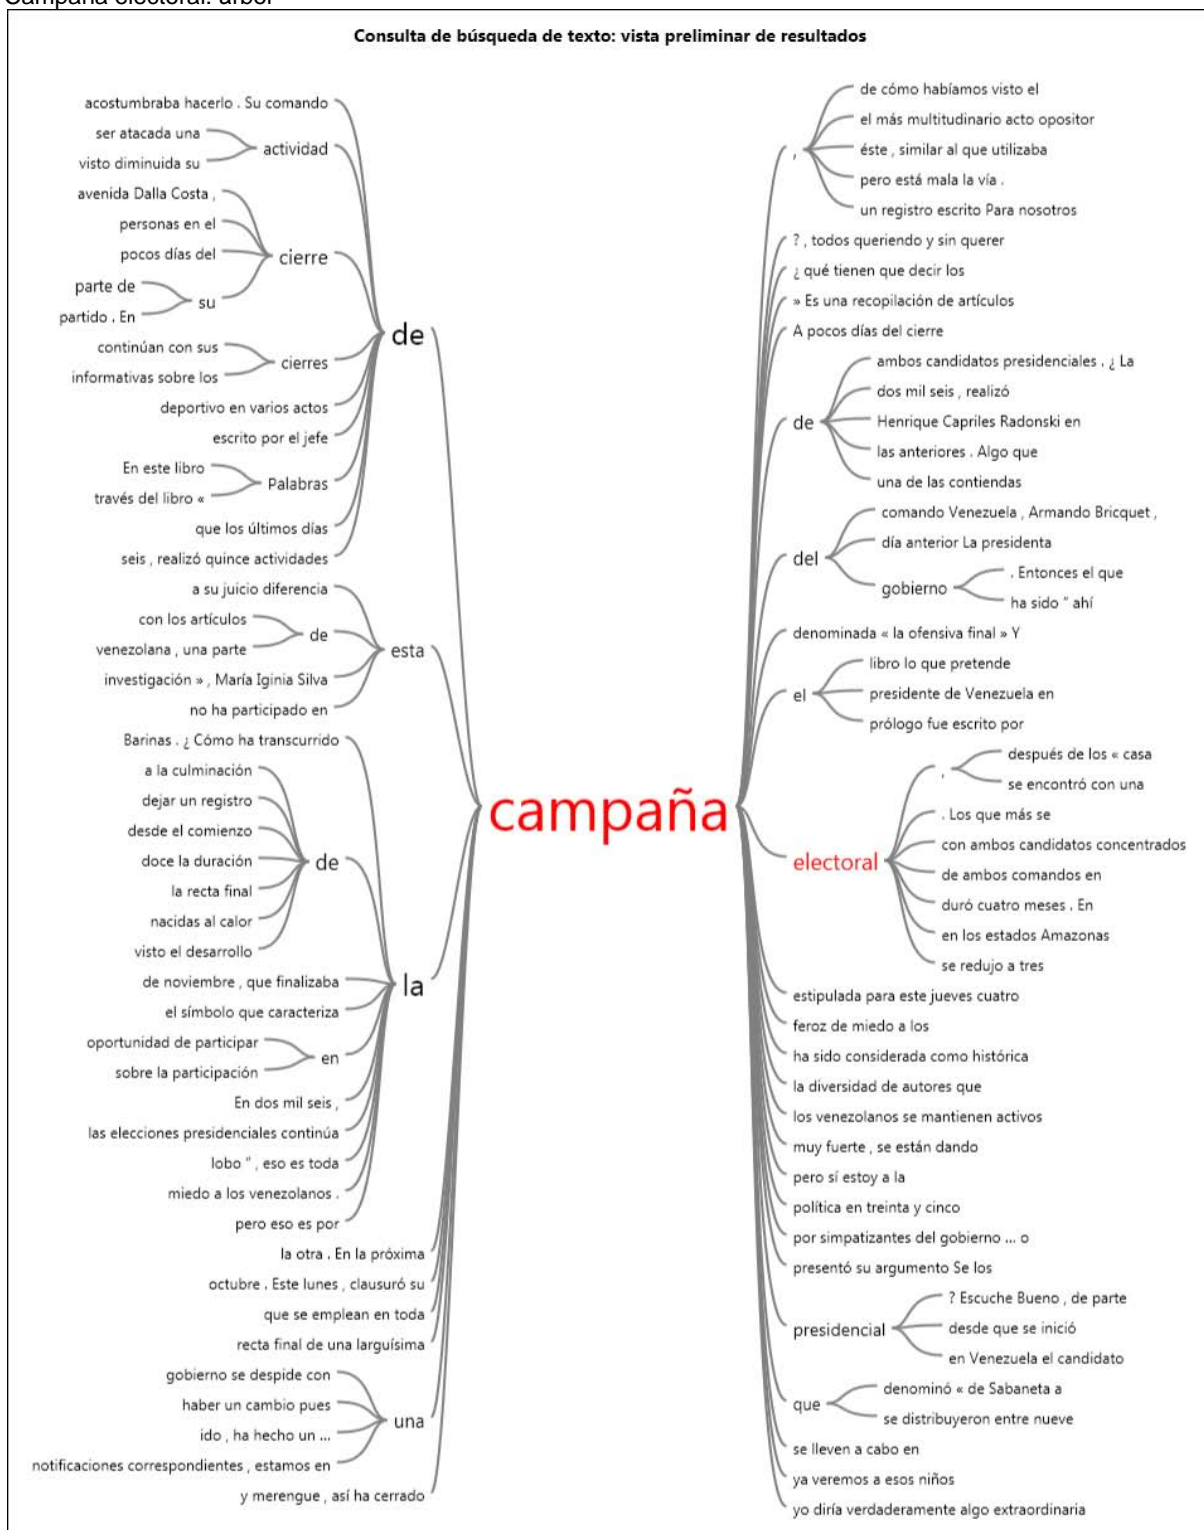 Campaña electoral: árbol
Consulta de búsqueda de texto: vista preliminar de resultados
acostumbraba hacerlo . Su comando
ser atacada una
visto diminuida su
actividad
avenida Dalla Costa ,
personas en el
pocos días del
parte de
partido . En
su
cierre
continúan con sus
informativas sobre los
cierres
deportivo en varios actos
escrito por el jefe
En este libro
través del libro «
Palabras
que los últimos días
seis , realizó quince actividades
de
a su juicio diferencia
con los artículos
venezolana , una parte
de
investigación » , María Iginia Silva
no ha participado en
esta
Barinas . ¿ Cómo ha transcurrido
a la culminación
dejar un registro
desde el comienzo
doce la duración
la recta final
nacidas al calor
visto el desarrollo
de
de noviembre , que finalizaba
el símbolo que caracteriza
oportunidad de participar
sobre la participación
en
En dos mil seis ,
las elecciones presidenciales continúa
lobo " , eso es toda
miedo a los venezolanos .
pero eso es por
la
la otra . En la próxima
octubre . Este lunes , clausuró su
que se emplean en toda
recta final de una larguísima
gobierno se despide con
haber un cambio pues
ido , ha hecho un ...
notificaciones correspondientes , estamos en
una
y merengue , así ha cerrado
campaña
,
de cómo habíamos visto el
el más multitudinario acto opositor
éste , similar al que utilizaba
pero está mala la vía .
un registro escrito Para nosotros
? , todos queriendo y sin querer
¿ qué tienen que decir los
» Es una recopilación de artículos
A pocos días del cierre
de
ambos candidatos presidenciales . ¿ La
dos mil seis , realizó
Henrique Capriles Radonski en
las anteriores . Algo que
una de las contiendas
del
comando Venezuela , Armando Bricquet ,
día anterior La presidenta
gobierno
. Entonces el que
ha sido " ahí
denominada « la ofensiva final » Y
el
libro lo que pretende
presidente de Venezuela en
prólogo fue escrito por
electoral
,
después de los « casa
se encontró con una
. Los que más se
con ambos candidatos concentrados
de ambos comandos en
duró cuatro meses . En
en los estados Amazonas
se redujo a tres
estipulada para este jueves cuatro
feroz de miedo a los
ha sido considerada como histórica
la diversidad de autores que
los venezolanos se mantienen activos
muy fuerte , se están dando
pero sí estoy a la
política en treinta y cinco
por simpatizantes del gobierno ... o
presentó su argumento Se los
presidencial
? Escuche Bueno , de parte
desde que se inició
en Venezuela el candidato
que
denominó « de Sabaneta a
se distribuyeron entre nueve
se lleven a cabo en
ya veremos a esos niños
yo diría verdaderamente algo extraordinaria